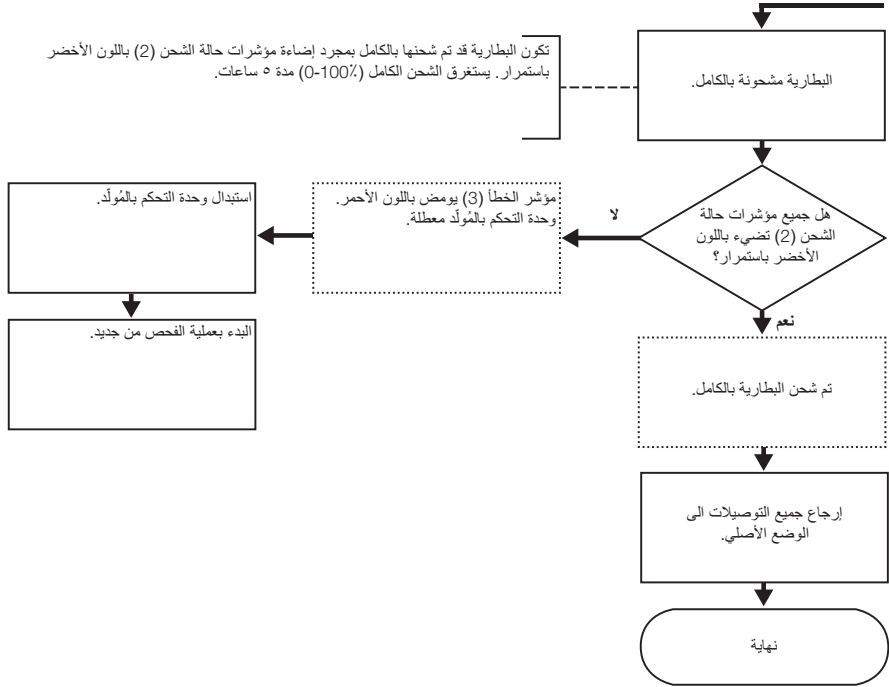 البطارية مشحونة بالكامل.
تكون البطارية قد تم شحنها بالكامل بمجرد إضاءة مؤشرات حالة الشحن (2) باللون الأخضر
باستمرار. يستغرق الشحن الكامل (0-100٪) مدة ٥ ساعات.
هل جميع مؤشرات حالة
الشحن (2) تضيء باللون
الأخضر باستمرار؟
لا
مؤشر الخطأ (3) يومض باللون الأحمر.
وحدة التحكم بالمُولّد معطلة.
استبدال وحدة التحكم بالمُولّد.
البدء بعملية الفحص من جديد.
نعم
تم شحن البطارية بالكامل.
إرجاع جميع التوصيلات الى
الوضع الأصلي.
نهاية